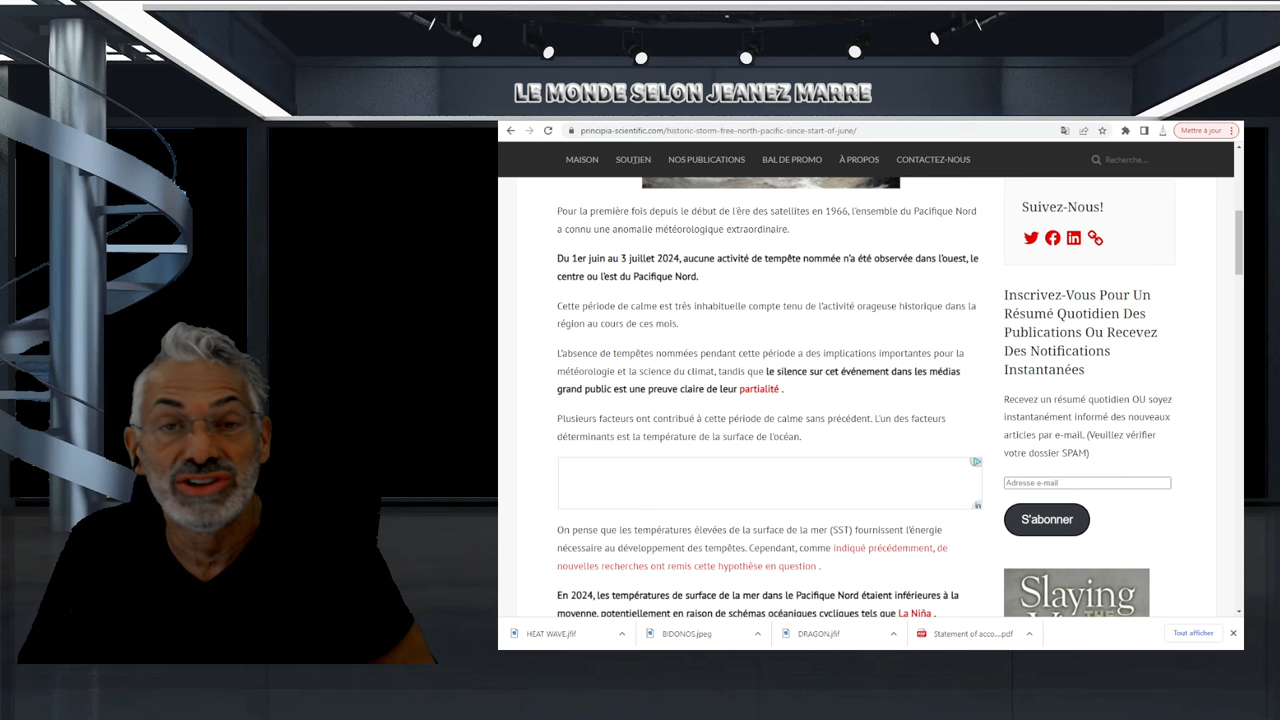 LE MONDE SELON JEANEZ MARRE
principia-scientific.com/historic-storm-free-north-pacific-since-start-of-june/
Mettre à jour
MAISON SOUTIEN NOS PUBLICATIONS BAL DE PROMO À PROPOS CONTACTEZ-NOUS Recherche...
Pour la première fois depuis le début de l'ère des satellites en 1966, l'ensemble du Pacifique Nord
a connu une anomalie météorologique extraordinaire.
Du 1er juin au 3 juillet 2024, aucune activité de tempête nommée n'a été observée dans l'ouest, le
centre ou l'est du Pacifique Nord.
Cette période de calme est très inhabituelle compte tenu de l'activité orageuse historique dans la
région au cours de ces mois.
L'absence de tempêtes nommées pendant cette période a des implications importantes pour la
météorologie et la science du climat, tandis que le silence sur cet événement dans les médias
grand public est une preuve claire de leur partialité .
Plusieurs facteurs ont contribué à cette période de calme sans précédent. L'un des facteurs
déterminants est la température de la surface de l'océan.
On pense que les températures élevées de la surface de la mer (SST) fournissent l'énergie
nécessaire au développement des tempêtes. Cependant, comme indiqué précédemment, de
nouvelles recherches ont remis cette hypothèse en question .
En 2024, les températures de surface de la mer dans le Pacifique Nord étaient inférieures à la
moyenne, potentiellement en raison de schémas océaniques cycliques tels que La Niña .
Suivez-Nous!
Inscrivez-Vous Pour Un
Résumé Quotidien Des
Publications Ou Recevez
Des Notifications
Instantanées
Recevez un résumé quotidien OU soyez
instantanément informé des nouveaux
articles par e-mail. (Veuillez vérifier
votre dossier SPAM)
Adresse e-mail
S'abonner
Slaying
THE
HEAT WAVE.jfif
BIDONOS.jpeg
DRAGON.jfif
Statement of acco....pdf
Tout afficher